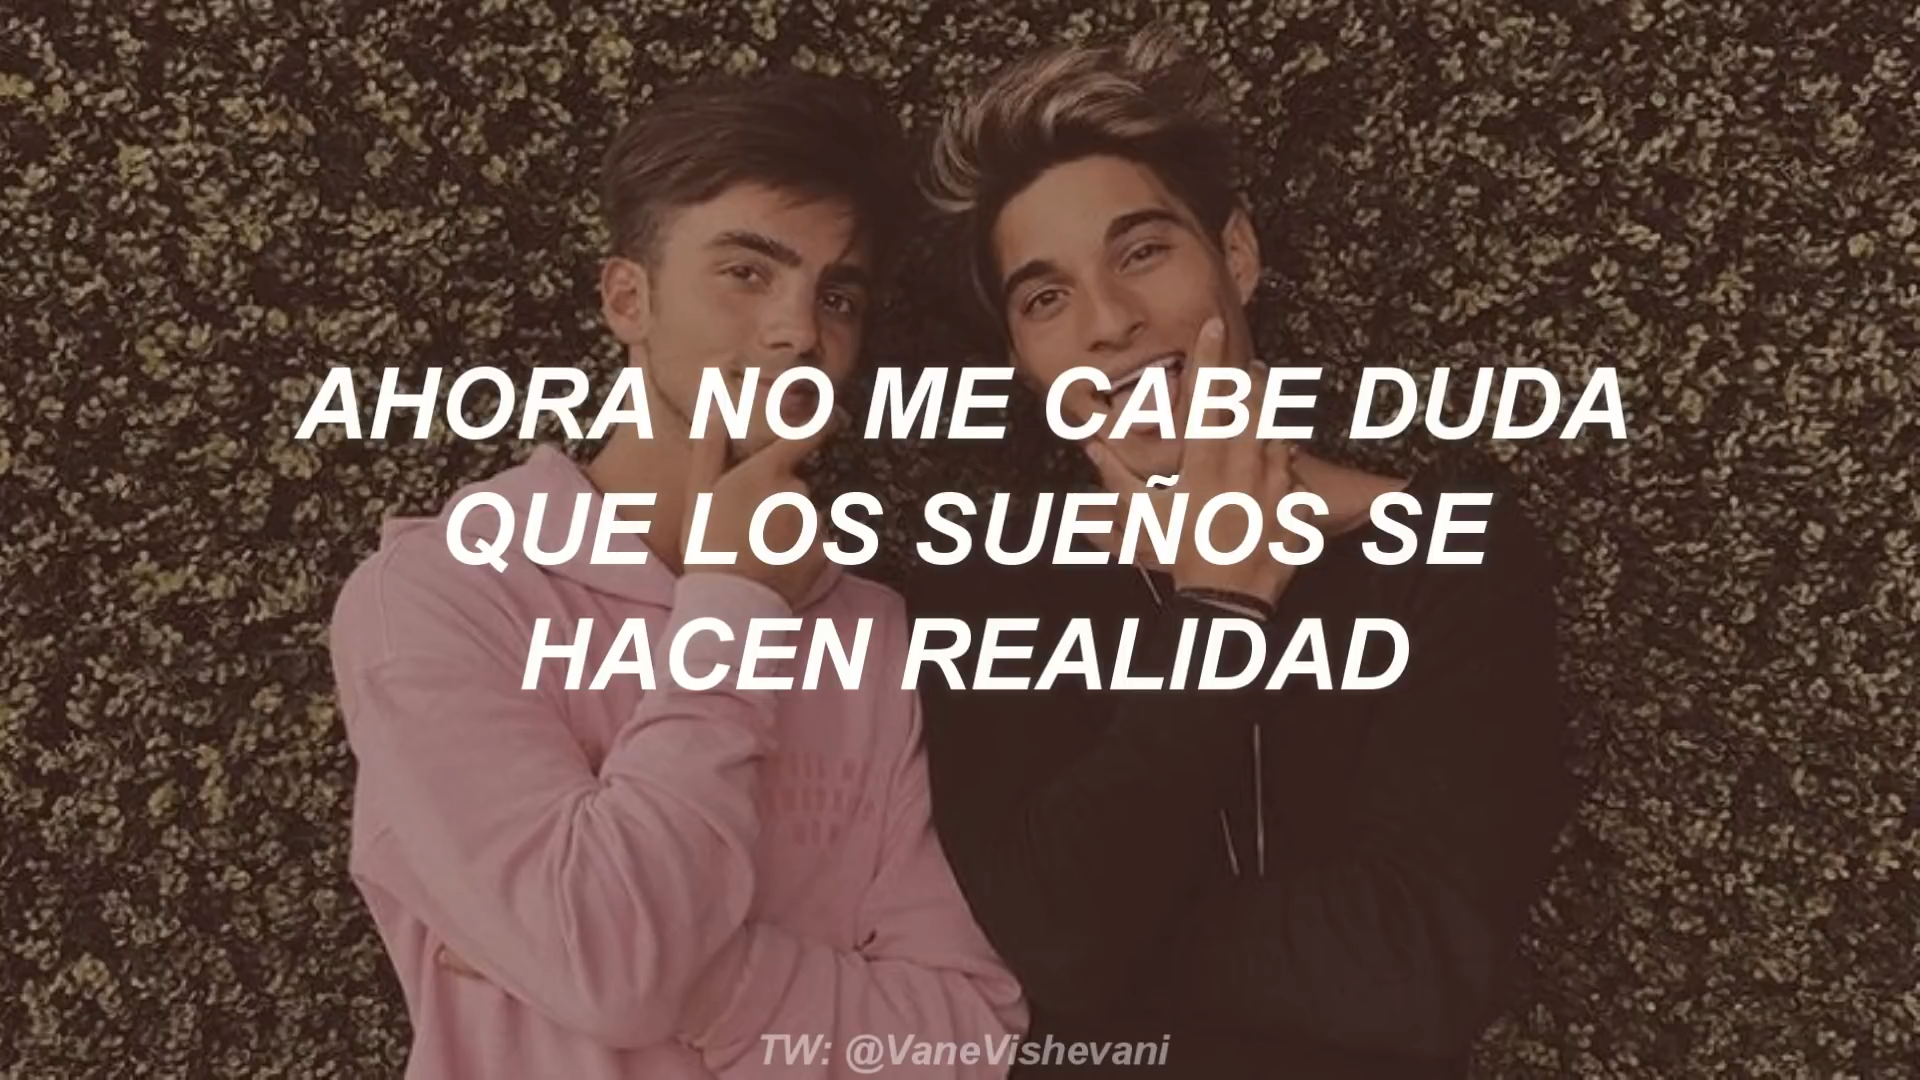 AHORA NO ME CABE DUDA
QUE LOS SUEÑOS SE
HACEN REALIDAD
TW: @VaneVishevani